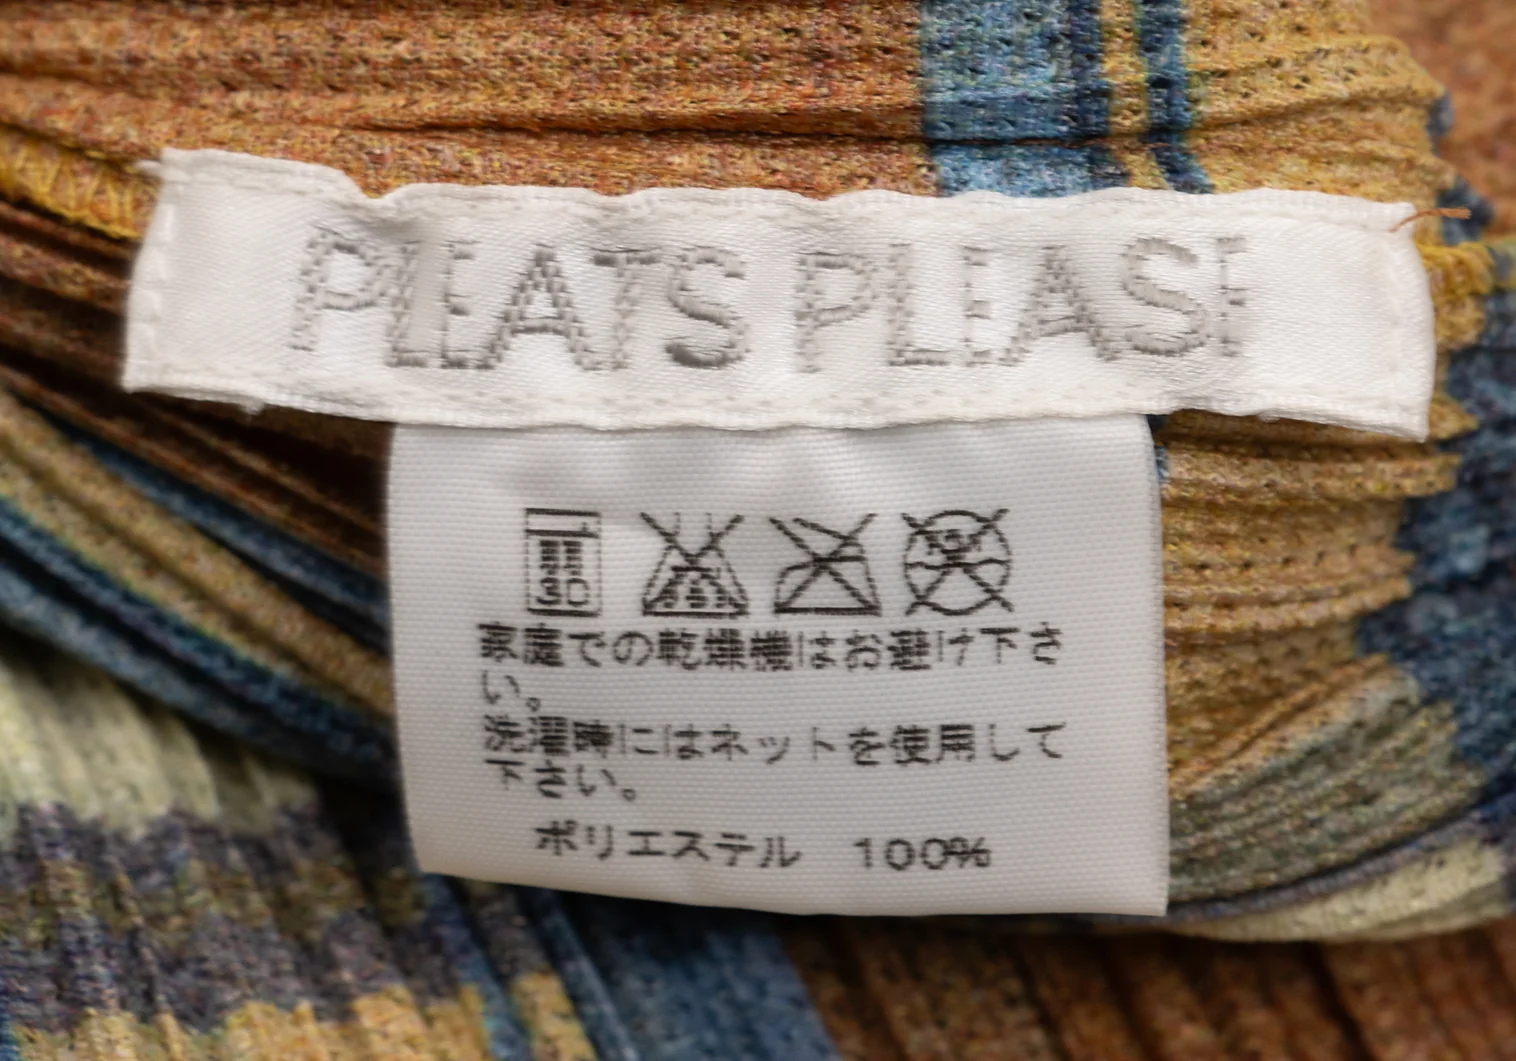 PLEATS PLEASE
家庭での乾燥機はお避け下さ
い。
洗濯時にはネットを使用して
下さい。
ポリエステル 100%